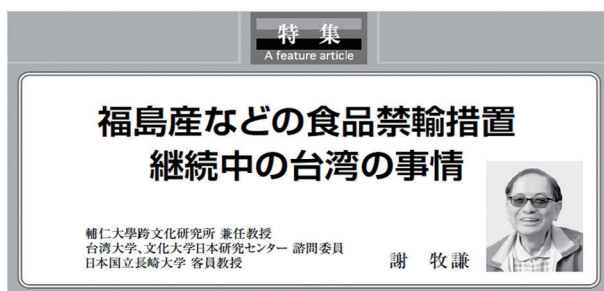 特 集
A feature article
福島産などの食品禁輸措置
継続中の台湾の事情
輔仁大學跨文化研究所 兼任教授
台湾大学、文化大学日本研究センター 諮問委員
日本国立長崎大学 客員教授
謝 牧謙